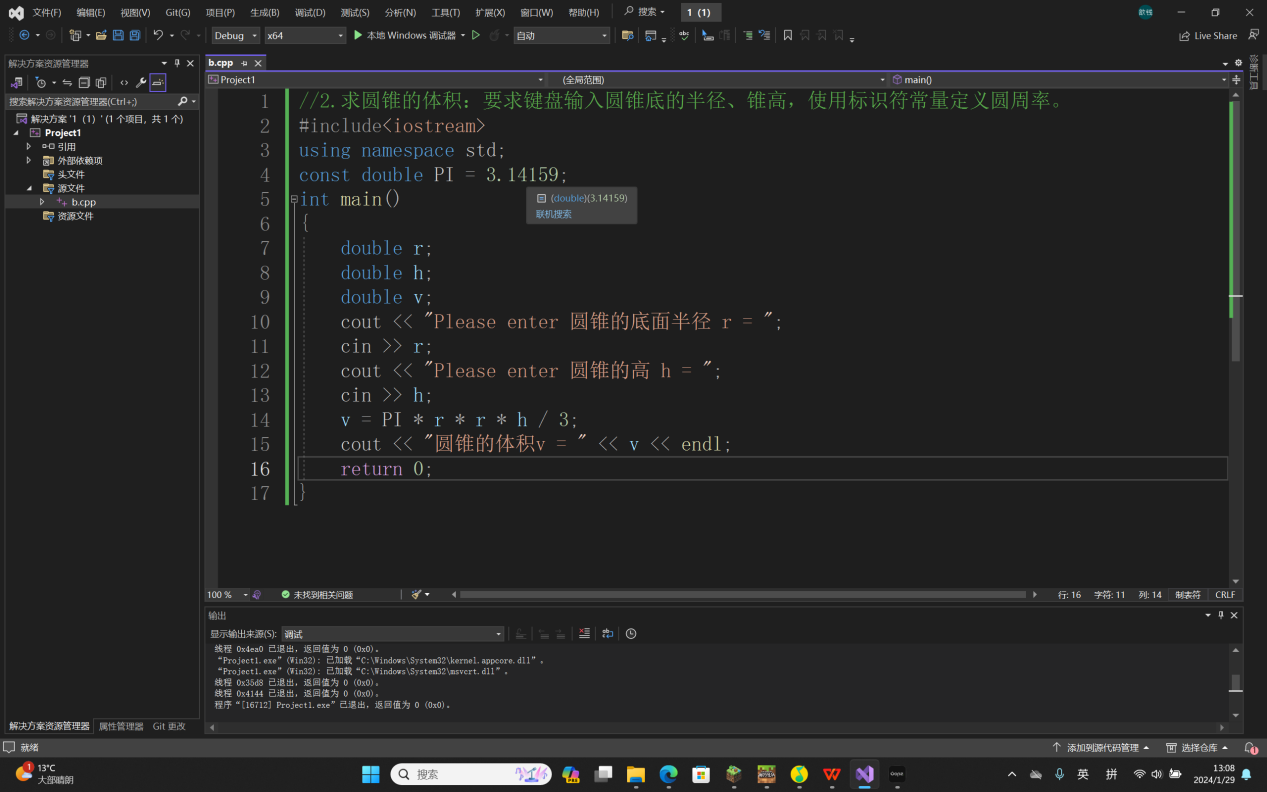 文件(F) 编辑(E) 视图(V) Git(G) 项目(P) 生成(B) 调试(D) 测试(S) 分析(N) 工具(T) 扩展(X) 窗口(W) 帮助(H) 搜索 1 (1)
Debug x64 本地 Windows 调试器 自动 Live Share
解决方案资源管理器
搜索解决方案资源管理器(Ctrl+;)
解决方案 '1（1）' (1 个项目，共 1 个)
Project1
引用
外部依赖项
头文件
源文件
b.cpp
资源文件
b.cpp
Project1 (全局范围) main()
1 //2.求圆锥的体积：要求键盘输入圆锥底的半径、锥高，使用标识符常量定义圆周率。
2 #include<iostream>
3 using namespace std;
4 const double PI = 3.14159;
5 int main()
(double)(3.14159)
联机搜索
6 {
7 double r;
8 double h;
9 double v;
10 cout << "Please enter 圆锥的底面半径 r = ";
11 cin >> r;
12 cout << "Please enter 圆锥的高 h = ";
13 cin >> h;
14 v = PI * r * r * h / 3;
15 cout << "圆锥的体积v = " << v << endl;
16 return 0;
17 }
诊断工具
100 % 未找到相关问题 行: 16 字符: 11 列: 14 制表符 CRLF
输出
显示输出来源(S): 调试
线程 0x4ea0 已退出，返回值为 0 (0x0)。
“Project1.exe”(Win32): 已加载“C:\Windows\System32\kernel.appcore.dll”。
“Project1.exe”(Win32): 已加载“C:\Windows\System32\msvcrt.dll”。
线程 0x35d8 已退出，返回值为 0 (0x0)。
线程 0x4144 已退出，返回值为 0 (0x0)。
程序“[16712] Project1.exe”已退出，返回值为 0 (0x0)。
解决方案资源管理器 属性管理器 Git 更改
就绪 添加到源代码管理 选择仓库 1
1 13°C
大部晴朗
搜索
英 拼 13:08
2024/1/29